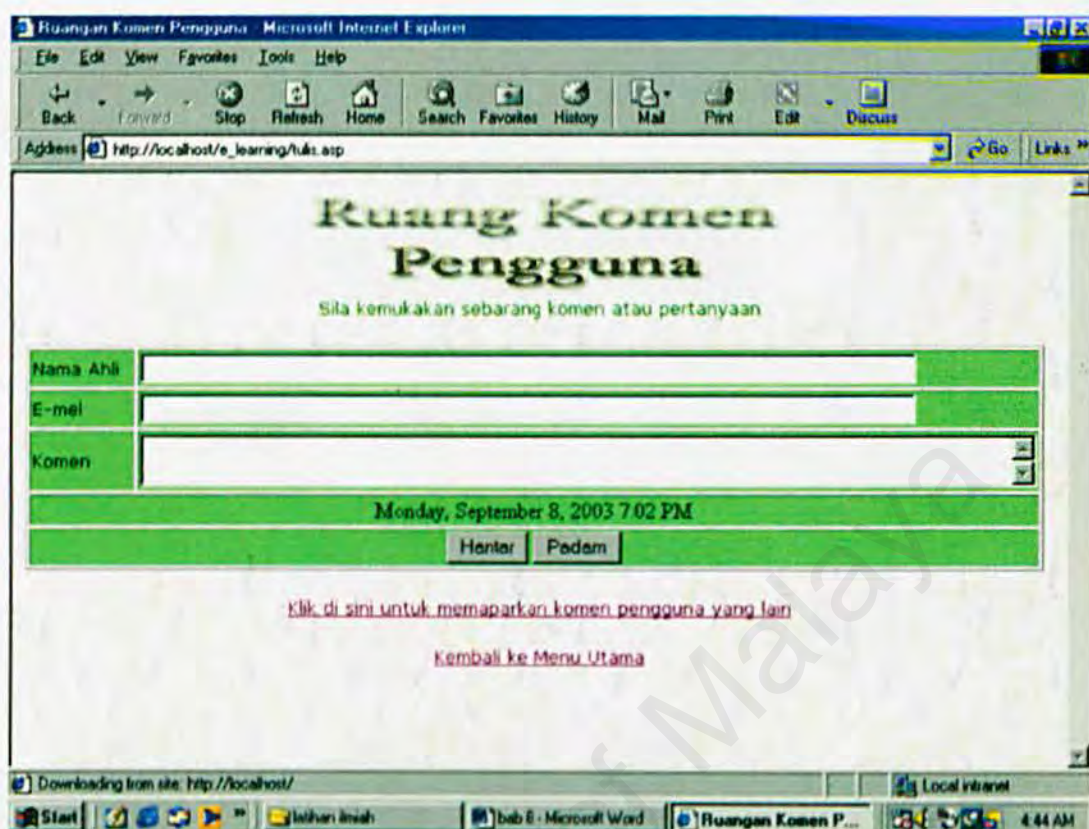 Ruangan Komen Pengguna - Microsoft Internet Explorer
File Edit View Favorites Tools Help
Back Forward Stop Refresh Home Search Favorites History Mail Print Edit Discuss
Address http://localhost/e_learning/tulis.asp Go Links »
Ruang Komen
Pengguna
Sila kemukakan sebarang komen atau pertanyaan
Nama Ahli
E-mel
Komen
Monday, September 8, 2003 7:02 PM
Hantar Padam
Klik di sini untuk memaparkan komen pengguna yang lain
Kembali ke Menu Utama
of Malaya
Downloading from site: http://localhost/ Local intranet
Start » latihan ilmiah bab 8 - Microsoft Word Ruangan Komen P... 4:44 AM